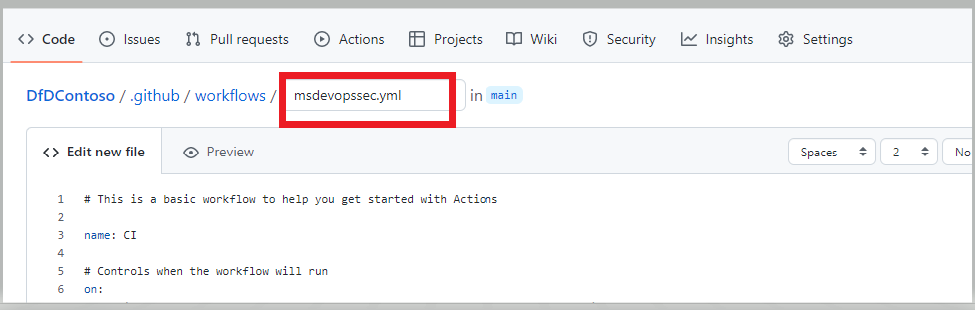 Code Issues Pull requests Actions Projects Wiki Security Insights Settings
DfDContoso / .github / workflows / msdevopssec.yml in main
Edit new file Preview Spaces 2 No
1 # This is a basic workflow to help you get started with Actions
2
3 name: CI
4
5 # Controls when the workflow will run
6 on: